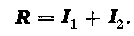 R = I₁ + I₂.